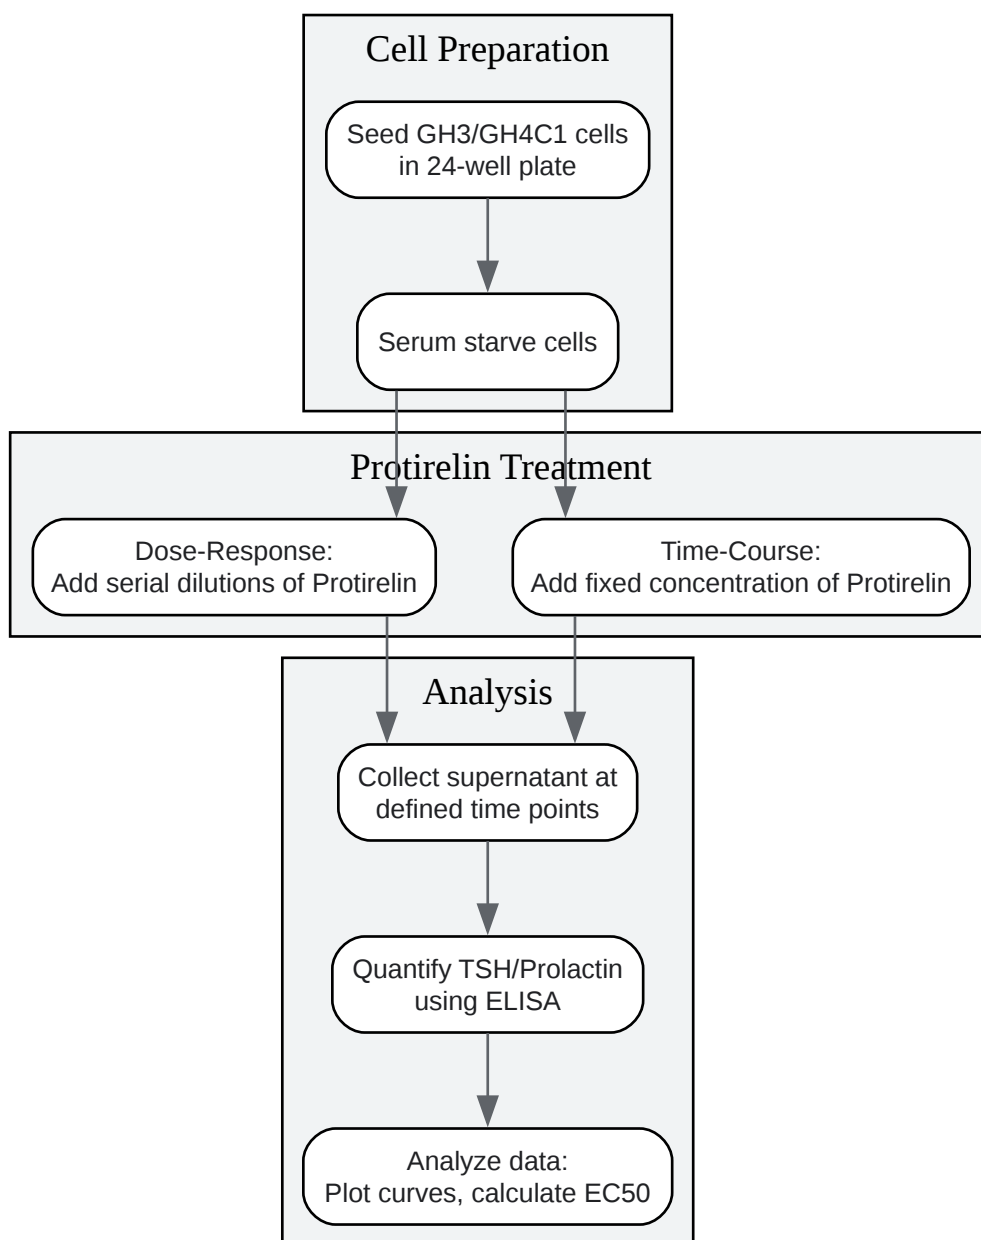 Cell Preparation
Seed GH3/GH4C1 cells
in 24-well plate
Serum starve cells
Protirelin Treatment
Dose-Response:
Add serial dilutions of Protirelin
Time-Course:
Add fixed concentration of Protirelin
Analysis
Collect supernatant at
defined time points
Quantify TSH/Prolactin
using ELISA
Analyze data:
Plot curves, calculate EC50